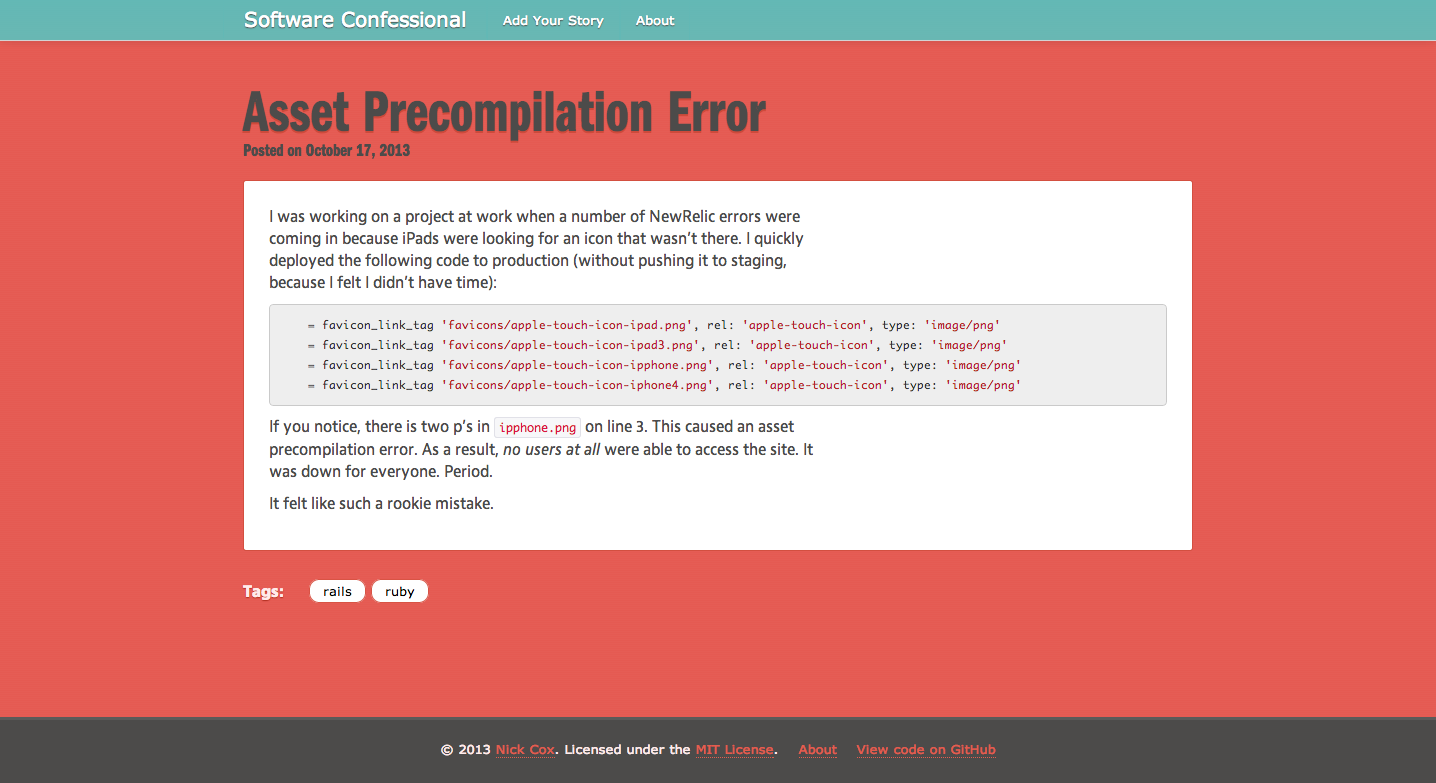 Software Confessional Add Your Story About
Asset Precompilation Error
Posted on October 17, 2013
I was working on a project at work when a number of NewRelic errors were
coming in because iPads were looking for an icon that wasn’t there. I quickly
deployed the following code to production (without pushing it to staging,
because I felt I didn’t have time):
= favicon_link_tag 'favicons/apple-touch-icon-ipad.png', rel: 'apple-touch-icon', type: 'image/png'
= favicon_link_tag 'favicons/apple-touch-icon-ipad3.png', rel: 'apple-touch-icon', type: 'image/png'
= favicon_link_tag 'favicons/apple-touch-icon-ipphone.png', rel: 'apple-touch-icon', type: 'image/png'
= favicon_link_tag 'favicons/apple-touch-icon-iphone4.png', rel: 'apple-touch-icon', type: 'image/png'
If you notice, there is two p’s in ipphone.png on line 3. This caused an asset
precompilation error. As a result, no users at all were able to access the site. It
was down for everyone. Period.
It felt like such a rookie mistake.
Tags: rails ruby
© 2013 Nick Cox. Licensed under the MIT License. About View code on GitHub